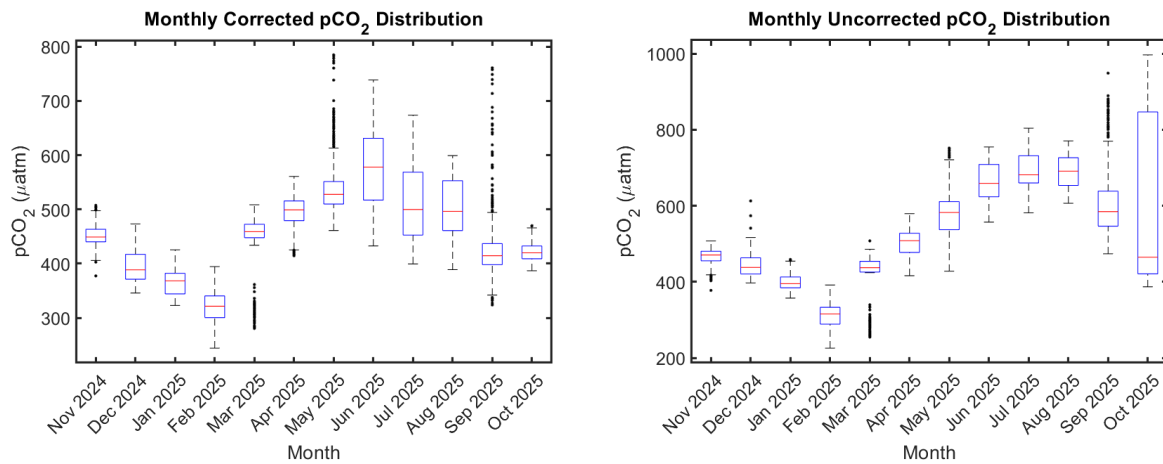 Monthly Corrected pCO₂ Distribution
pCO₂ (μatm)
800
700
600
500
400
300
Nov 2024
Dec 2024
Jan 2025
Feb 2025
Mar 2025
Apr 2025
May 2025
Jun 2025
Jul 2025
Aug 2025
Sep 2025
Oct 2025
Month
Monthly Uncorrected pCO₂ Distribution
pCO₂ (μatm)
1000
800
600
400
200
Nov 2024
Dec 2024
Jan 2025
Feb 2025
Mar 2025
Apr 2025
May 2025
Jun 2025
Jul 2025
Aug 2025
Sep 2025
Oct 2025
Month